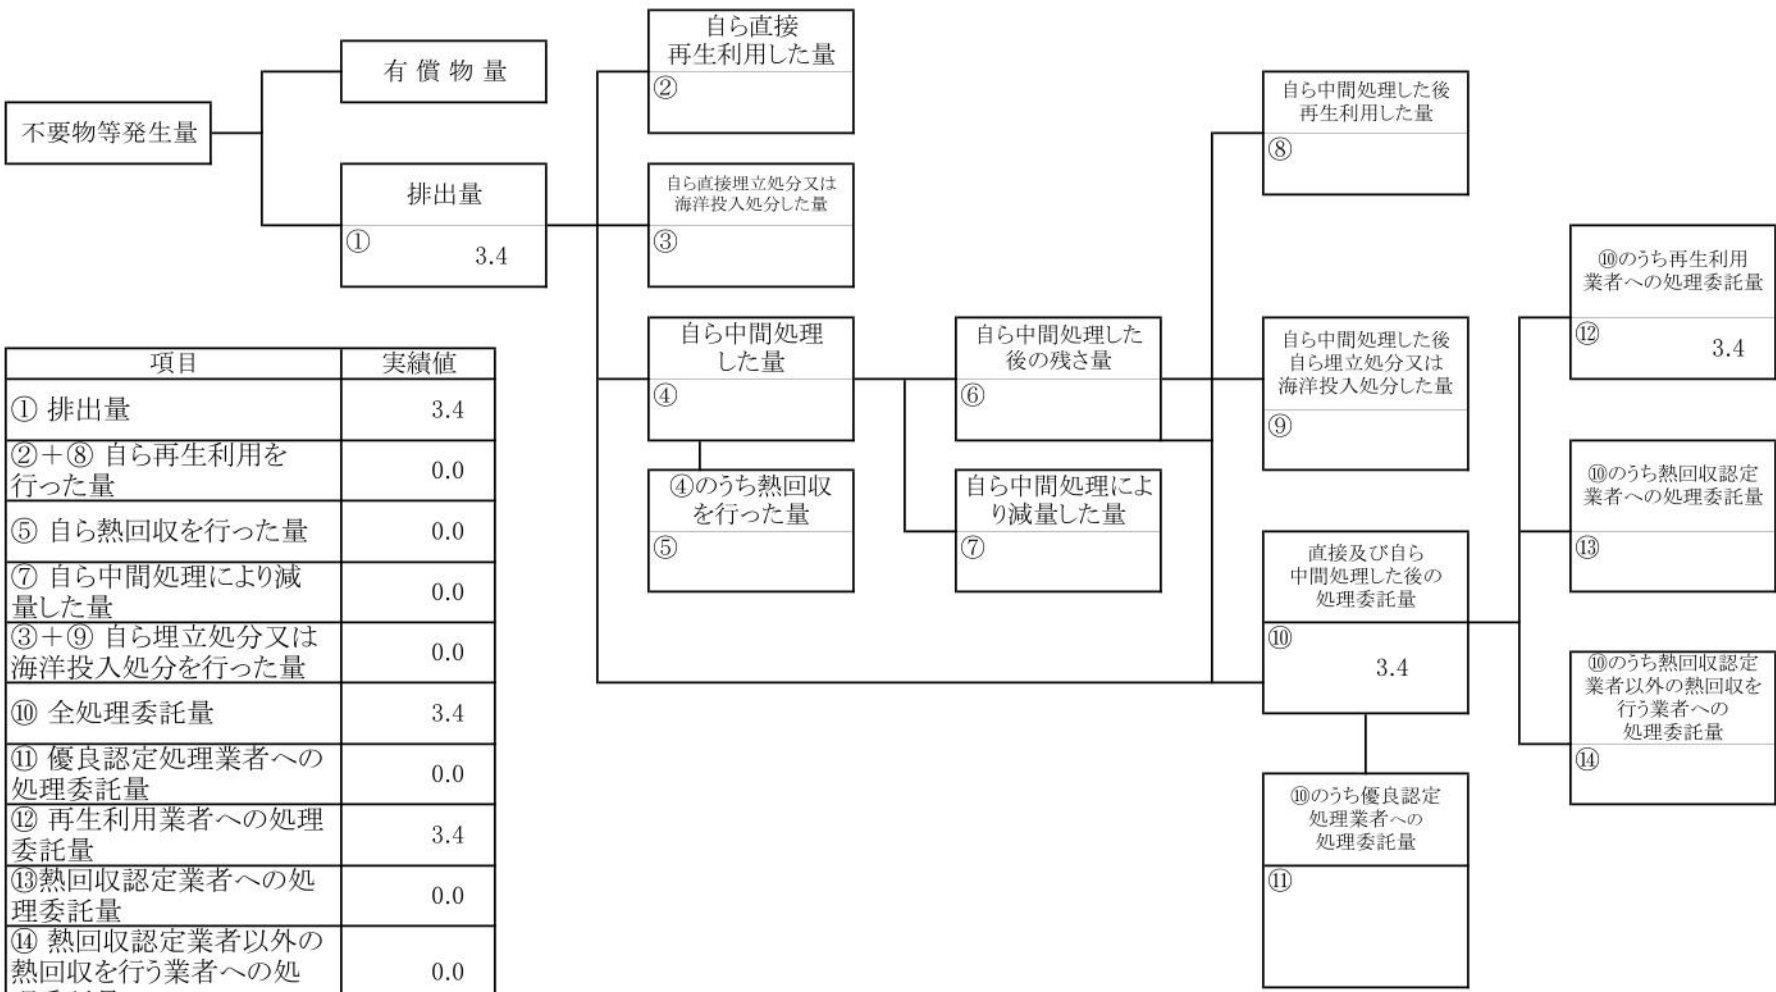 不要物等発生量
有償物量
排出量
①
3.4
自ら直接
再生利用した量
②
自ら直接埋立処分又は
海洋投入処分した量
③
自ら中間処理
した量
④
④のうち熱回収
を行った量
⑤
自ら中間処理した
後の残さ量
⑥
自ら中間処理によ
り減量した量
⑦
自ら中間処理した後
再生利用した量
⑧
自ら中間処理した後
自ら埋立処分又は
海洋投入処分した量
⑨
直接及び自ら
中間処理した後の
処理委託量
⑩
3.4
⑩のうち優良認定
処理業者への
処理委託量
⑪
⑩のうち再生利用
業者への処理委託量
⑫
3.4
⑩のうち熱回収認定
業者への処理委託量
⑬
⑩のうち熱回収認定
業者以外の熱回収を
行う業者への
処理委託量
⑭
項目 実績値
① 排出量 3.4
②+⑧ 自ら再生利用を
行った量 0.0
⑤ 自ら熱回収を行った量 0.0
⑦ 自ら中間処理により減
量した量 0.0
③+⑨ 自ら埋立処分又は
海洋投入処分を行った量 0.0
⑩ 全処理委託量 3.4
⑪ 優良認定処理業者への
処理委託量 0.0
⑫ 再生利用業者への処理
委託量 3.4
⑬熱回収認定業者への処
理委託量 0.0
⑭ 熱回収認定業者以外の
熱回収を行う業者への処 0.0